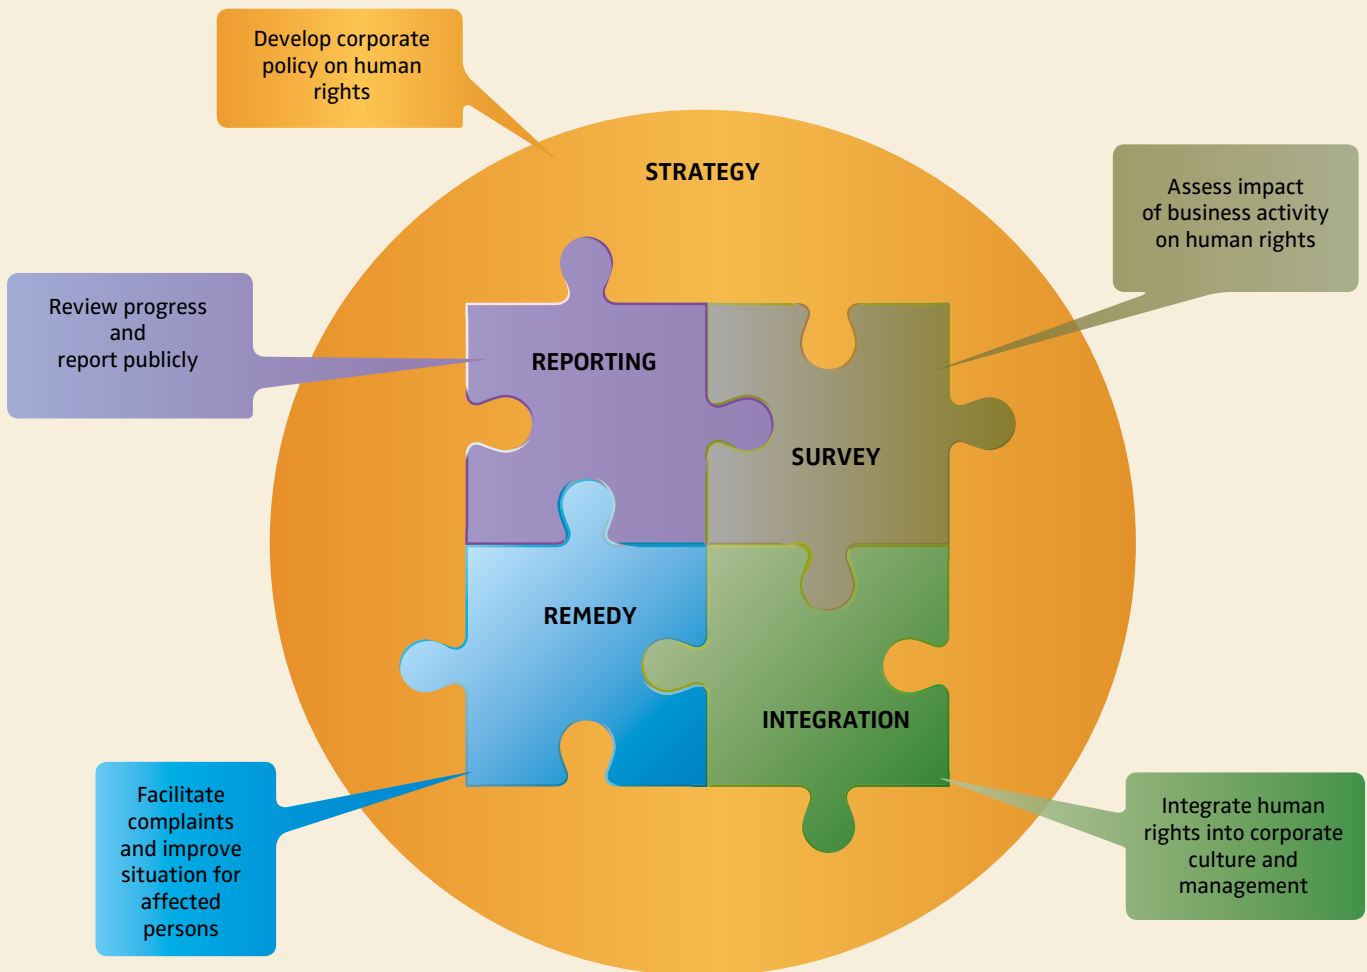 Develop corporate
policy on human
rights
STRATEGY
Assess impact
of business activity
on human rights
Review progress
and
report publicly
REPORTING
SURVEY
REMEDY
INTEGRATION
Facilitate
complaints
and improve
situation for
affected
persons
Integrate human
rights into corporate
culture and
management